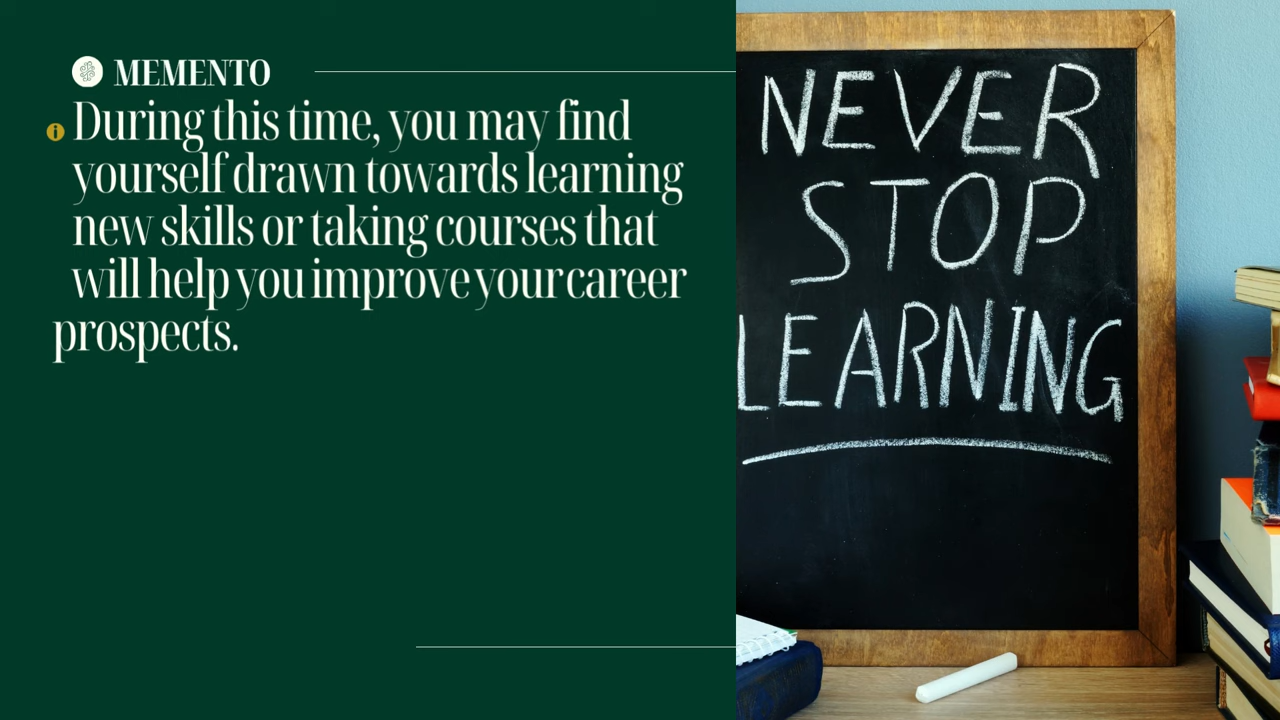 MEMENTO
During this time, you may find
yourself drawn towards learning
new skills or taking courses that
will help you improve your career
prospects.
NEVER
STOP
LEARNING